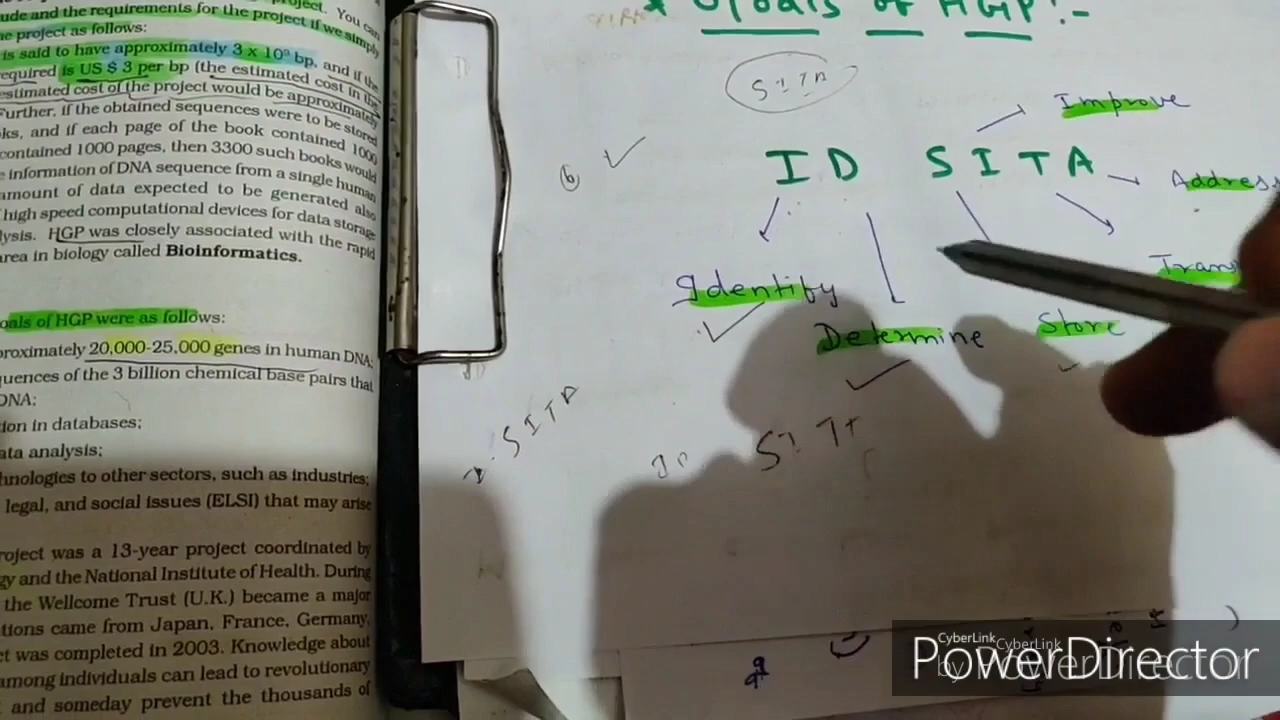 ude and the requirements for the project if we simply
he project as follows:
is said to have approximately 3 x 10⁹ bp, and if the
equired is US $ 3 per bp (the estimated cost in the
estimated cost of the project would be approximately
Further, if the obtained sequences were to be stored
ks, and if each page of the book contained 1000
contained 1000 pages, then 3300 such books would
e information of DNA sequence from a single human
amount of data expected to be generated also
high speed computational devices for data storage
lysis. HGP was closely associated with the rapid
area in biology called Bioinformatics.
oals of HGP were as follows:
proximately 20,000-25,000 genes in human DNA;
quences of the 3 billion chemical base pairs that
DNA;
tion in databases;
ata analysis;
hnologies to other sectors, such as industries;
legal, and social issues (ELSI) that may arise
roject was a 13-year project coordinated by
gy and the National Institute of Health. During
the Wellcome Trust (U.K.) became a major
tions came from Japan, France, Germany,
ct was completed in 2003. Knowledge about
among individuals can lead to revolutionary
and someday prevent the thousands of
* Goals of HGP:-
SITA
Improve
ID SITA
Address
Identify
Trans
Determine
Store
SITA
CyberLink
by PowerDirector